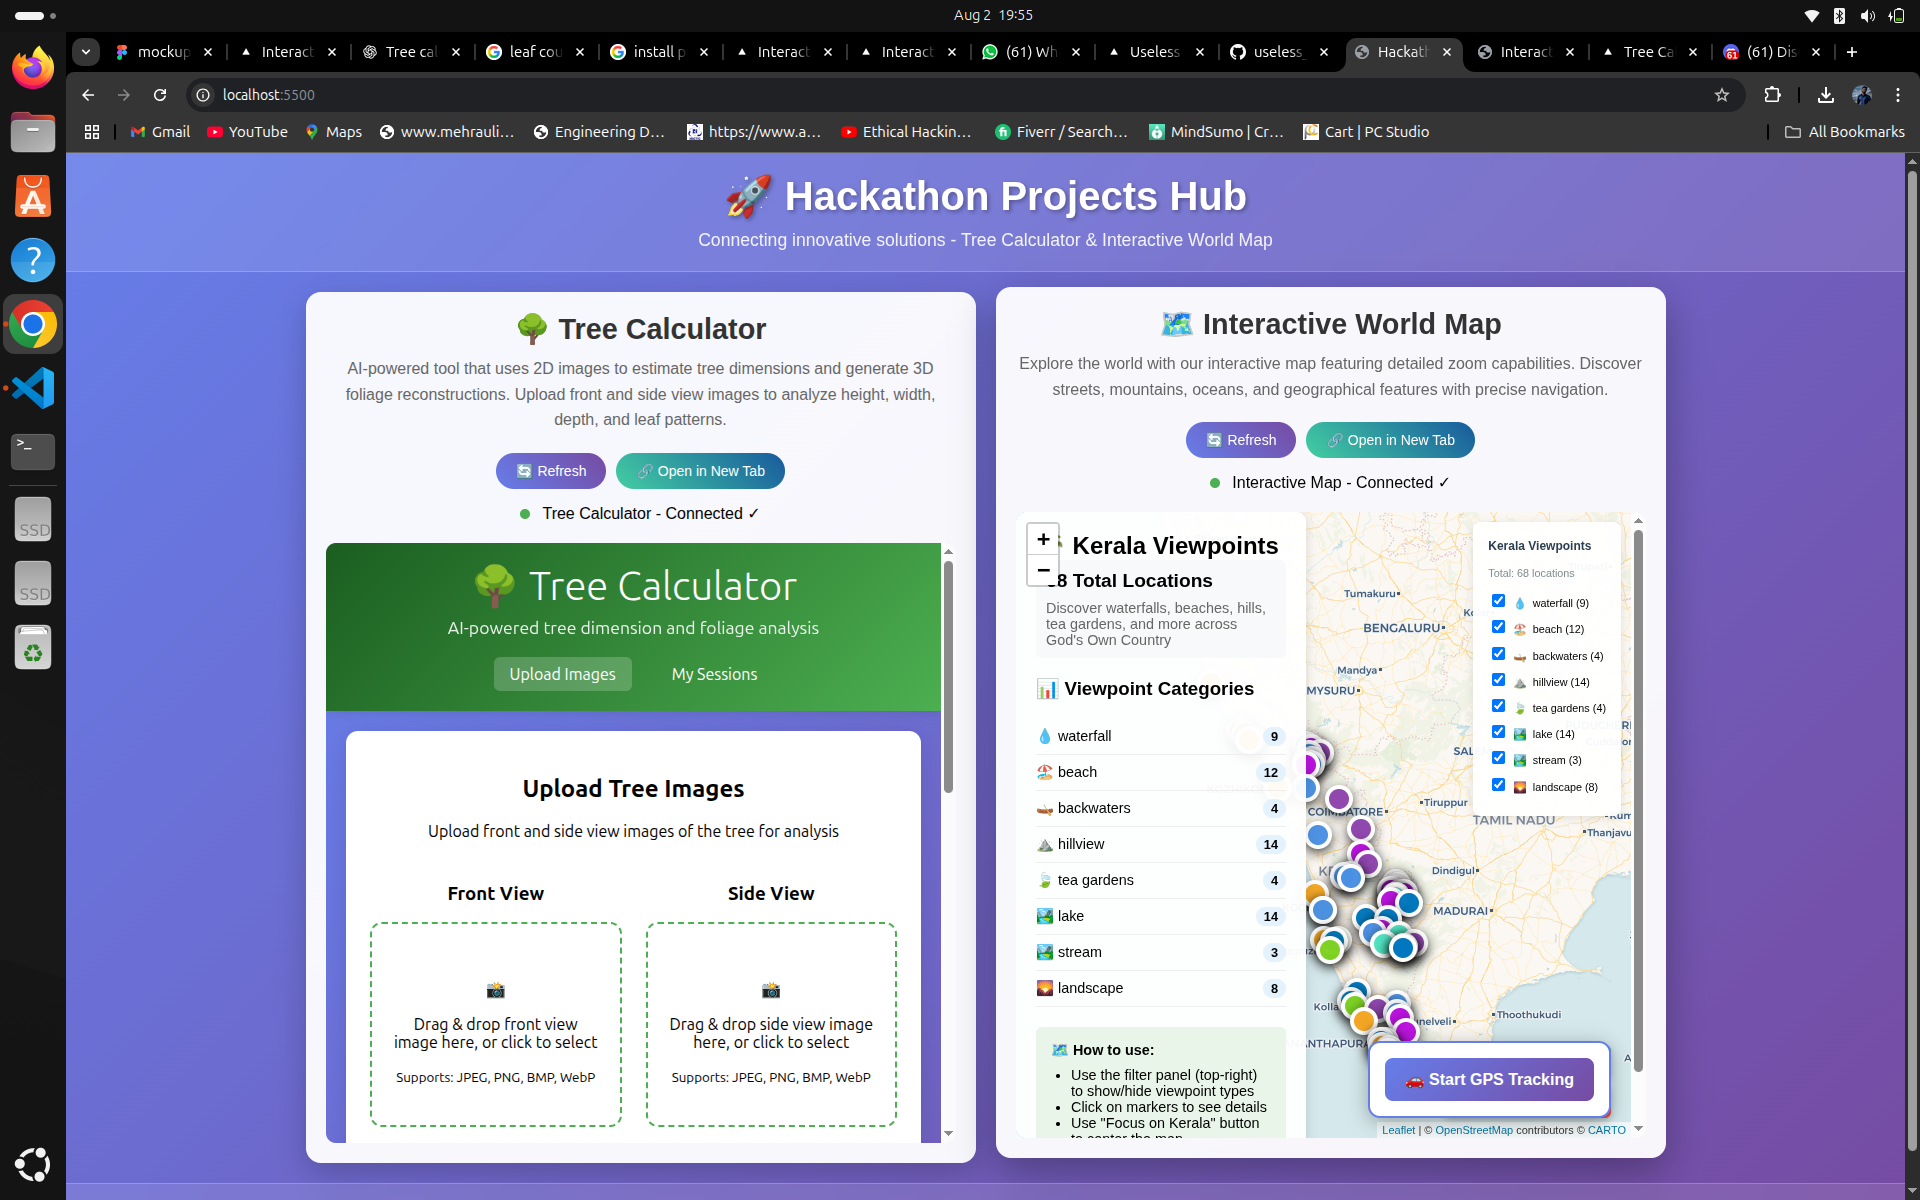 Aug 2 19:55
mockup
Interact
Tree cal
leaf cou
install p
Interact
Interact
(61) Wh
Useless
useless_
Hackath
Interact
Tree Ca
(61) Dis
localhost:5500
Gmail
YouTube
Maps
www.mehrauli...
Engineering D...
https://www.a...
Ethical Hackin...
Fiverr / Search...
MindSumo | Cr...
Cart | PC Studio
All Bookmarks
Hackathon Projects Hub
Connecting innovative solutions - Tree Calculator & Interactive World Map
Tree Calculator
AI-powered tool that uses 2D images to estimate tree dimensions and generate 3D
foliage reconstructions. Upload front and side view images to analyze height, width,
depth, and leaf patterns.
Refresh
Open in New Tab
Tree Calculator - Connected ✓
Tree Calculator
AI-powered tree dimension and foliage analysis
Upload Images
My Sessions
Upload Tree Images
Upload front and side view images of the tree for analysis
Front View
Side View
Drag & drop front view
image here, or click to select
Supports: JPEG, PNG, BMP, WebP
Drag & drop side view image
here, or click to select
Supports: JPEG, PNG, BMP, WebP
Interactive World Map
Explore the world with our interactive map featuring detailed zoom capabilities. Discover
streets, mountains, oceans, and geographical features with precise navigation.
Refresh
Open in New Tab
Interactive Map - Connected ✓
+
−
Kerala Viewpoints
8 Total Locations
Discover waterfalls, beaches, hills,
tea gardens, and more across
God's Own Country
Viewpoint Categories
waterfall 9
beach 12
backwaters 4
hillview 14
tea gardens 4
lake 14
stream 3
landscape 8
How to use:
• Use the filter panel (top-right)
to show/hide viewpoint types
• Click on markers to see details
• Use "Focus on Kerala" button
to center the map
Kerala Viewpoints
Total: 68 locations
waterfall (9)
beach (12)
backwaters (4)
hillview (14)
tea gardens (4)
lake (14)
stream (3)
landscape (8)
Tumakuru
BENGALURU
Mandya
MYSURU
SAL
COIMBATORE
Tiruppur
TAMIL NADU
Thanjavu
KE
Dindigul
MADURAI
Kolla
nelveli
Thoothukudi
ANANTHAPURA
Start GPS Tracking
Leaflet | © OpenStreetMap contributors © CARTO
SSD
SSD